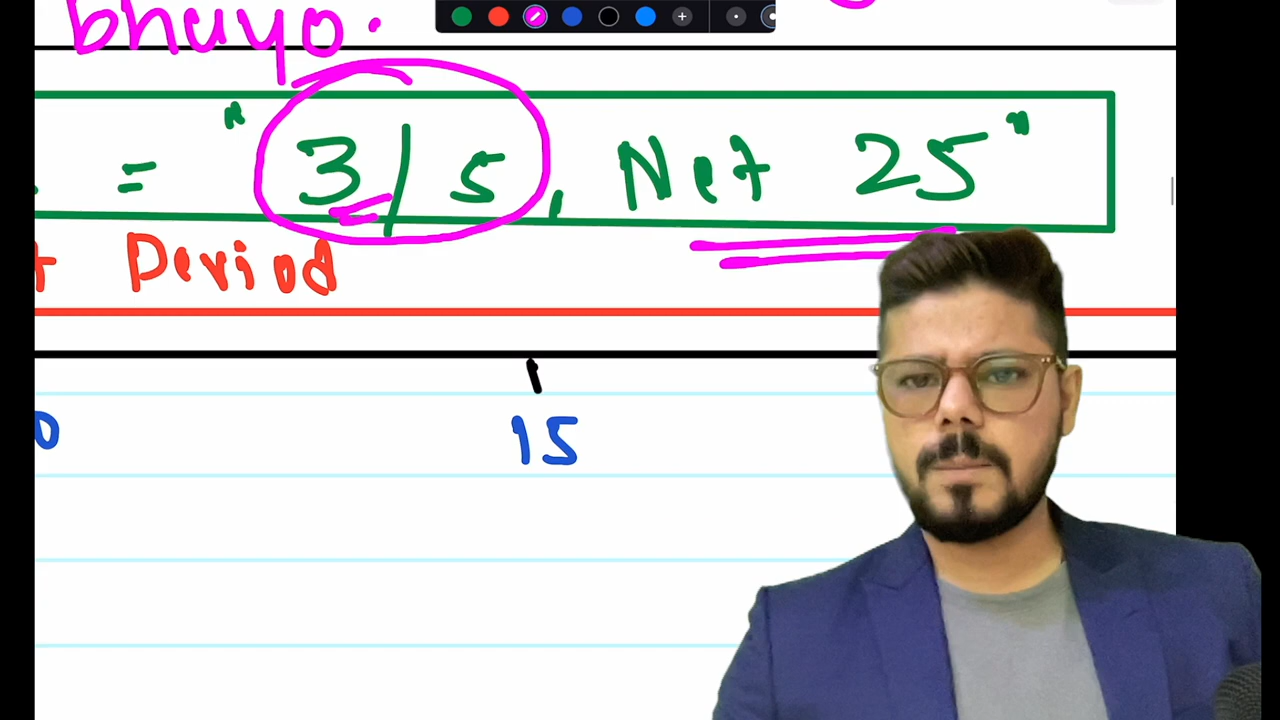 bhuyo.
= " 3/5, Net 25"
Period
15